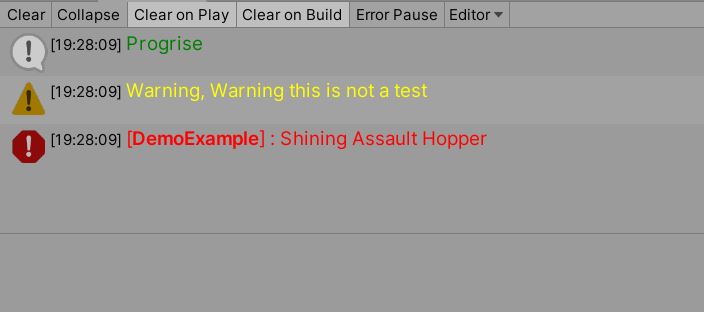 Clear Collapse Clear on Play Clear on Build Error Pause Editor
[19:28:09] Progrise
[19:28:09] Warning, Warning this is not a test
[19:28:09] [DemoExample] : Shining Assault Hopper